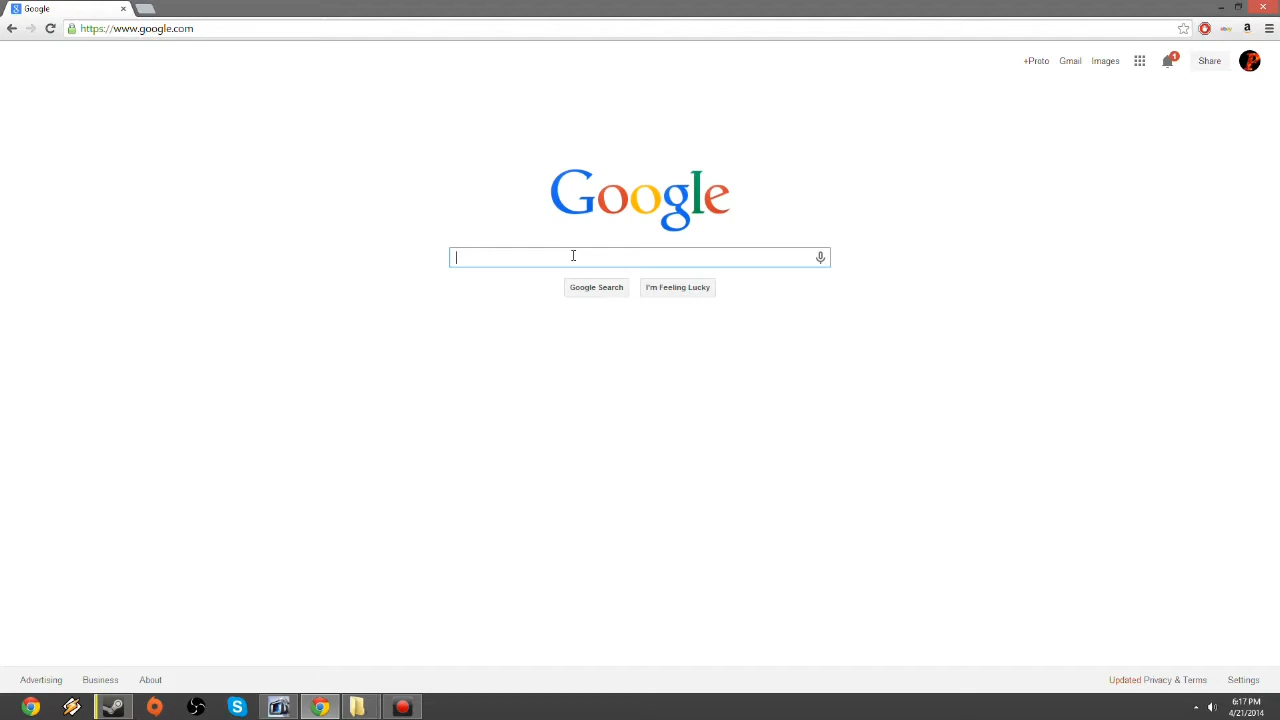 Google
https://www.google.com
+Proto Gmail Images 1 Share P
Google
Google Search I'm Feeling Lucky
Advertising Business About Updated Privacy & Terms Settings
6:17 PM
4/21/2014